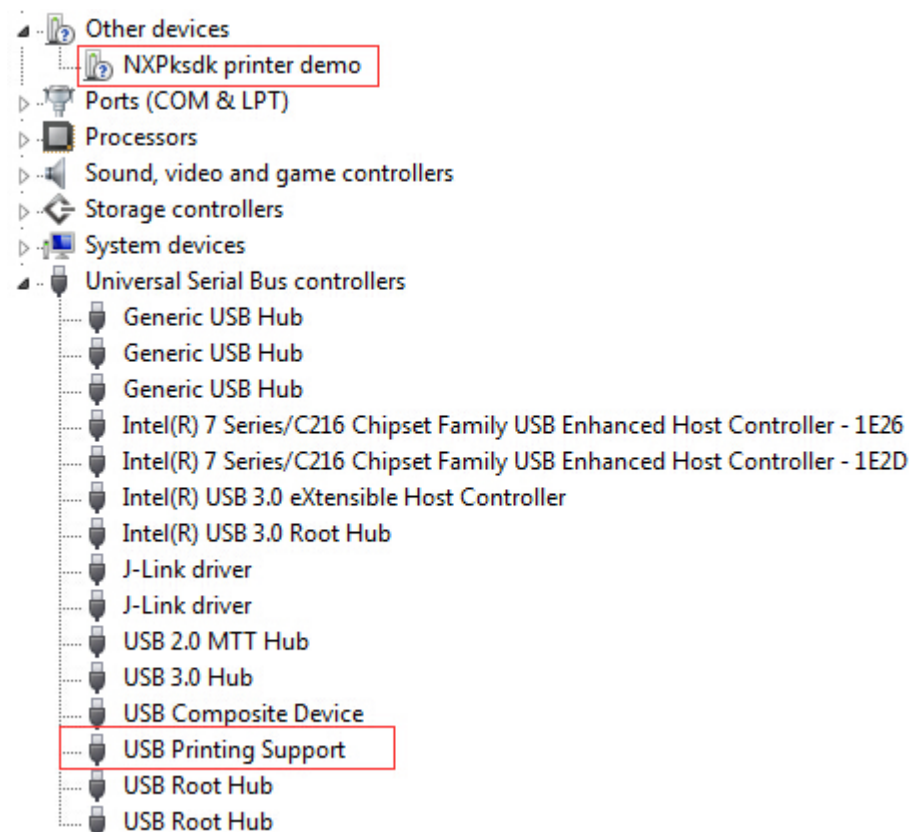 Other devices
NXPksdk printer demo
Ports (COM & LPT)
Processors
Sound, video and game controllers
Storage controllers
System devices
Universal Serial Bus controllers
Generic USB Hub
Generic USB Hub
Generic USB Hub
Intel(R) 7 Series/C216 Chipset Family USB Enhanced Host Controller - 1E26
Intel(R) 7 Series/C216 Chipset Family USB Enhanced Host Controller - 1E2D
Intel(R) USB 3.0 eXtensible Host Controller
Intel(R) USB 3.0 Root Hub
J-Link driver
J-Link driver
USB 2.0 MTT Hub
USB 3.0 Hub
USB Composite Device
USB Printing Support
USB Root Hub
USB Root Hub